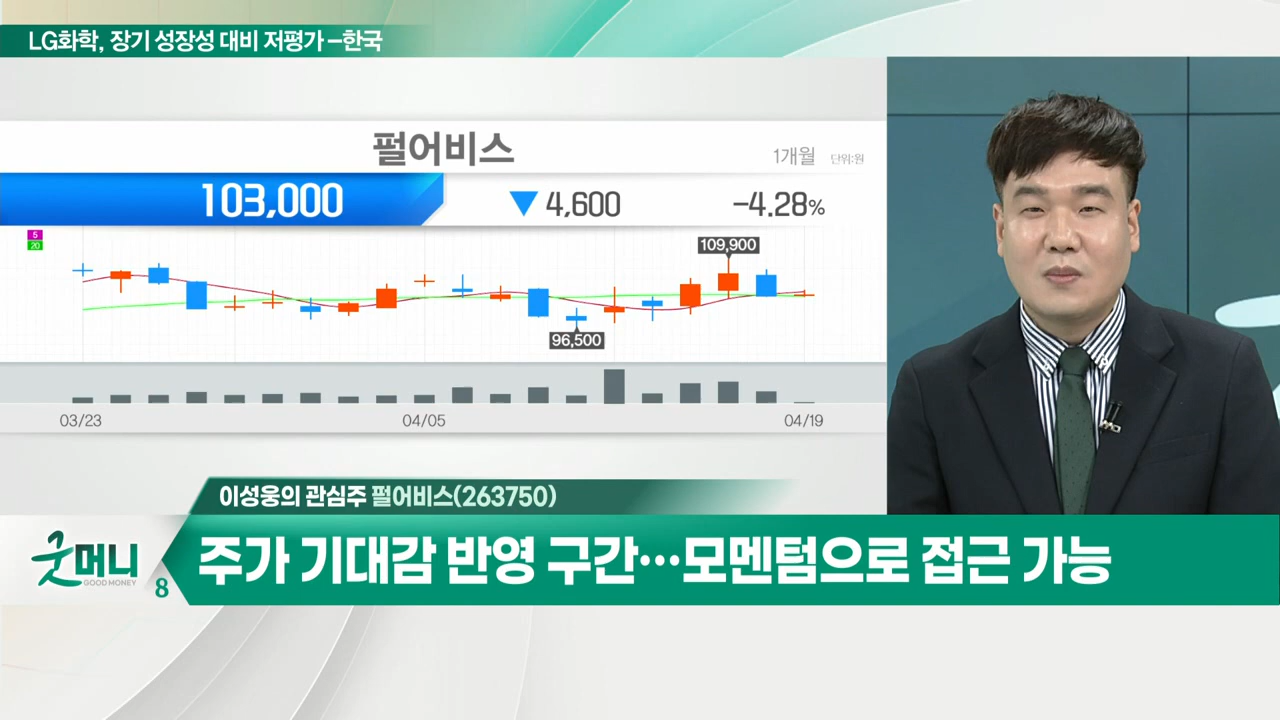 LG화학, 장기 성장성 대비 저평가 -한국
펄어비스
1개월 단위:원
103,000 ▼ 4,600 -4.28%
5
20
109,900
96,500
03/23 04/05 04/19
이성웅의 관심주 펄어비스(263750)
굿머니
GOOD MONEY
8
주가 기대감 반영 구간…모멘텀으로 접근 가능